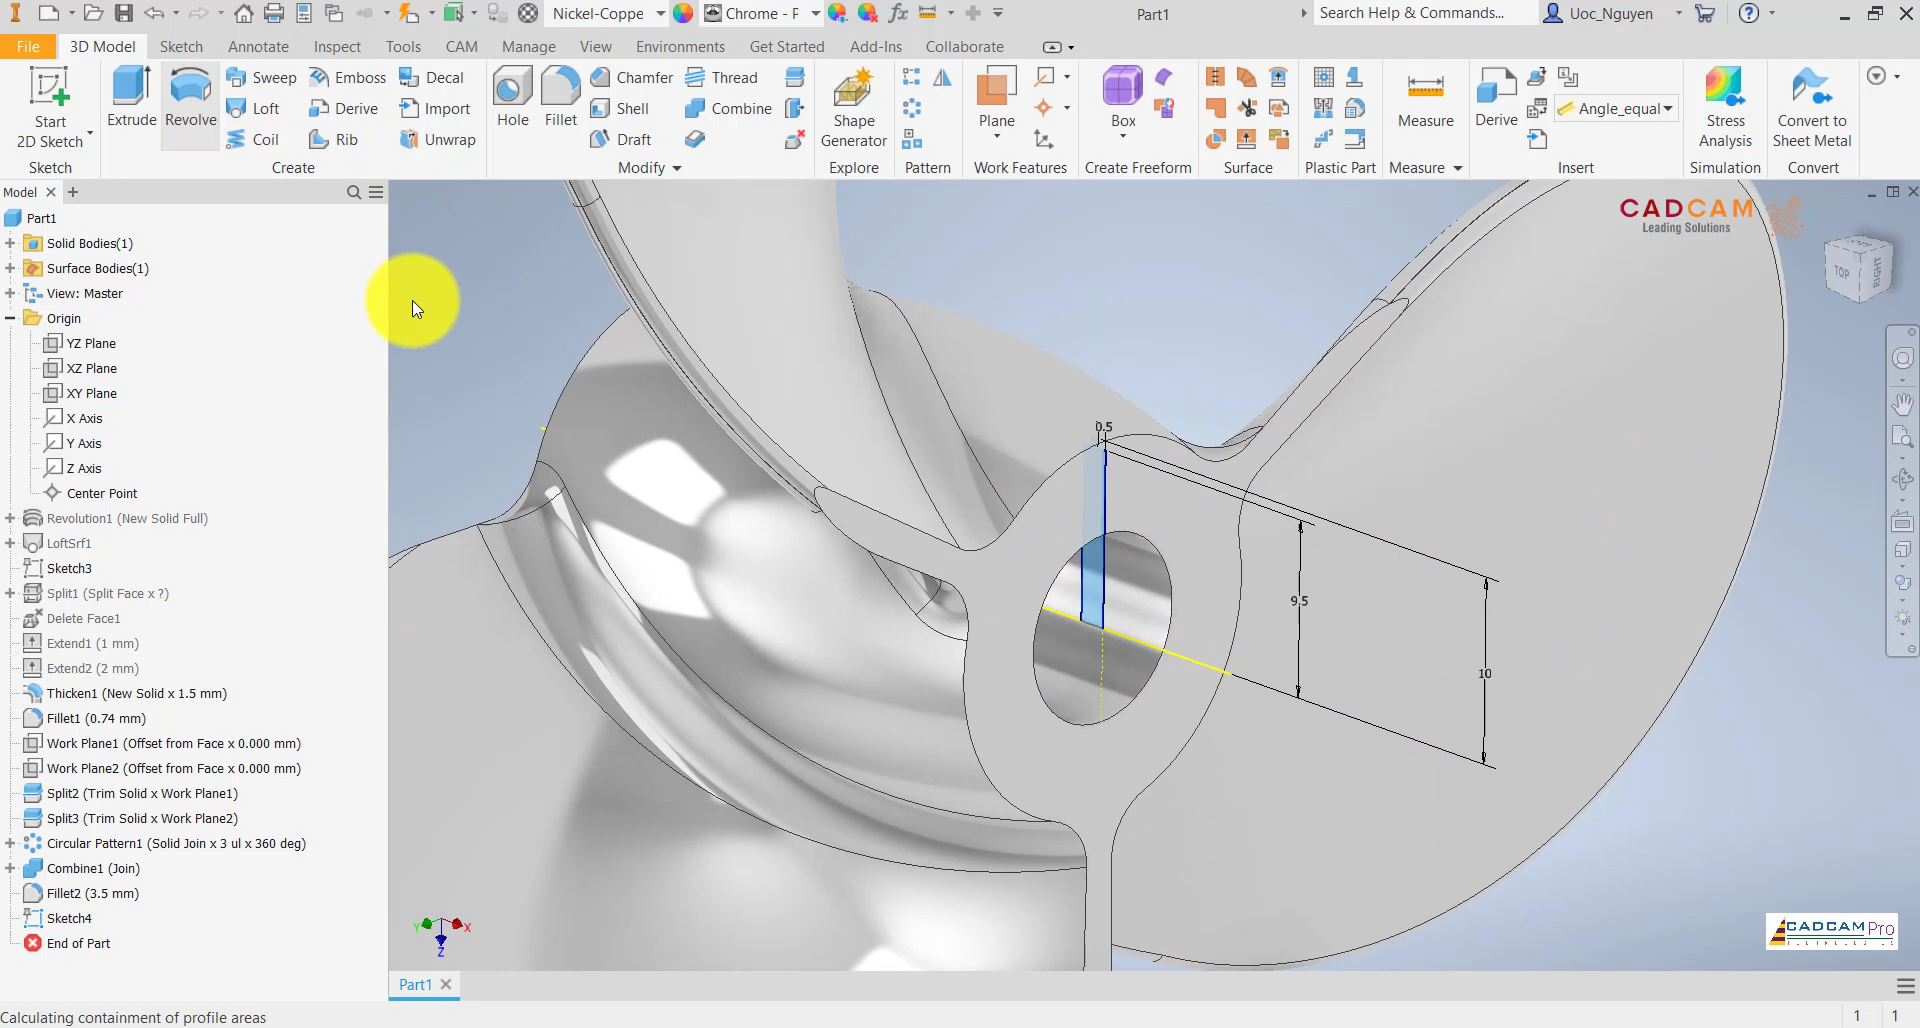 Nickel-Coppe
Chrome - P
Part1
Search Help & Commands...
Uoc_Nguyen
File
3D Model
Sketch
Annotate
Inspect
Tools
CAM
Manage
View
Environments
Get Started
Add-Ins
Collaborate
Start
2D Sketch
Extrude
Revolve
Sweep
Emboss
Decal
Loft
Derive
Import
Coil
Rib
Unwrap
Hole
Fillet
Chamfer
Thread
Shell
Combine
Draft
Shape
Generator
Plane
Box
Measure
Derive
Angle_equal
Stress
Analysis
Convert to
Sheet Metal
Sketch
Create
Modify
Explore
Pattern
Work Features
Create Freeform
Surface
Plastic Part
Measure
Insert
Simulation
Convert
Model
Part1
Solid Bodies(1)
Surface Bodies(1)
View: Master
Origin
YZ Plane
XZ Plane
XY Plane
X Axis
Y Axis
Z Axis
Center Point
Revolution1 (New Solid Full)
LoftSrf1
Sketch3
Split1 (Split Face x ?)
Delete Face1
Extend1 (1 mm)
Extend2 (2 mm)
Thicken1 (New Solid x 1.5 mm)
Fillet1 (0.74 mm)
Work Plane1 (Offset from Face x 0.000 mm)
Work Plane2 (Offset from Face x 0.000 mm)
Split2 (Trim Solid x Work Plane1)
Split3 (Trim Solid x Work Plane2)
Circular Pattern1 (Solid Join x 3 ul x 360 deg)
Combine1 (Join)
Fillet2 (3.5 mm)
Sketch4
End of Part
CADCAM
Leading Solutions
TOP
RIGHT
0.5
9.5
10
Y
X
Z
CADCAM Pro
Part1
Calculating containment of profile areas
1
1